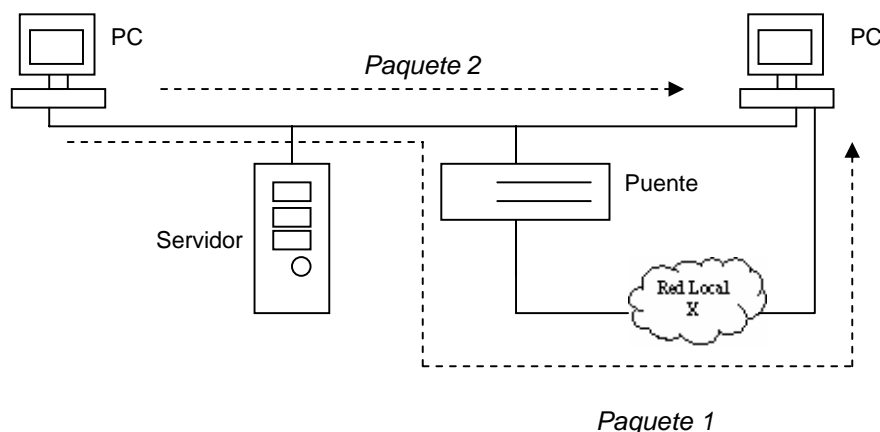 PC
PC
Paquete 2
Puente
Servidor
Red Local
X
Paquete 1